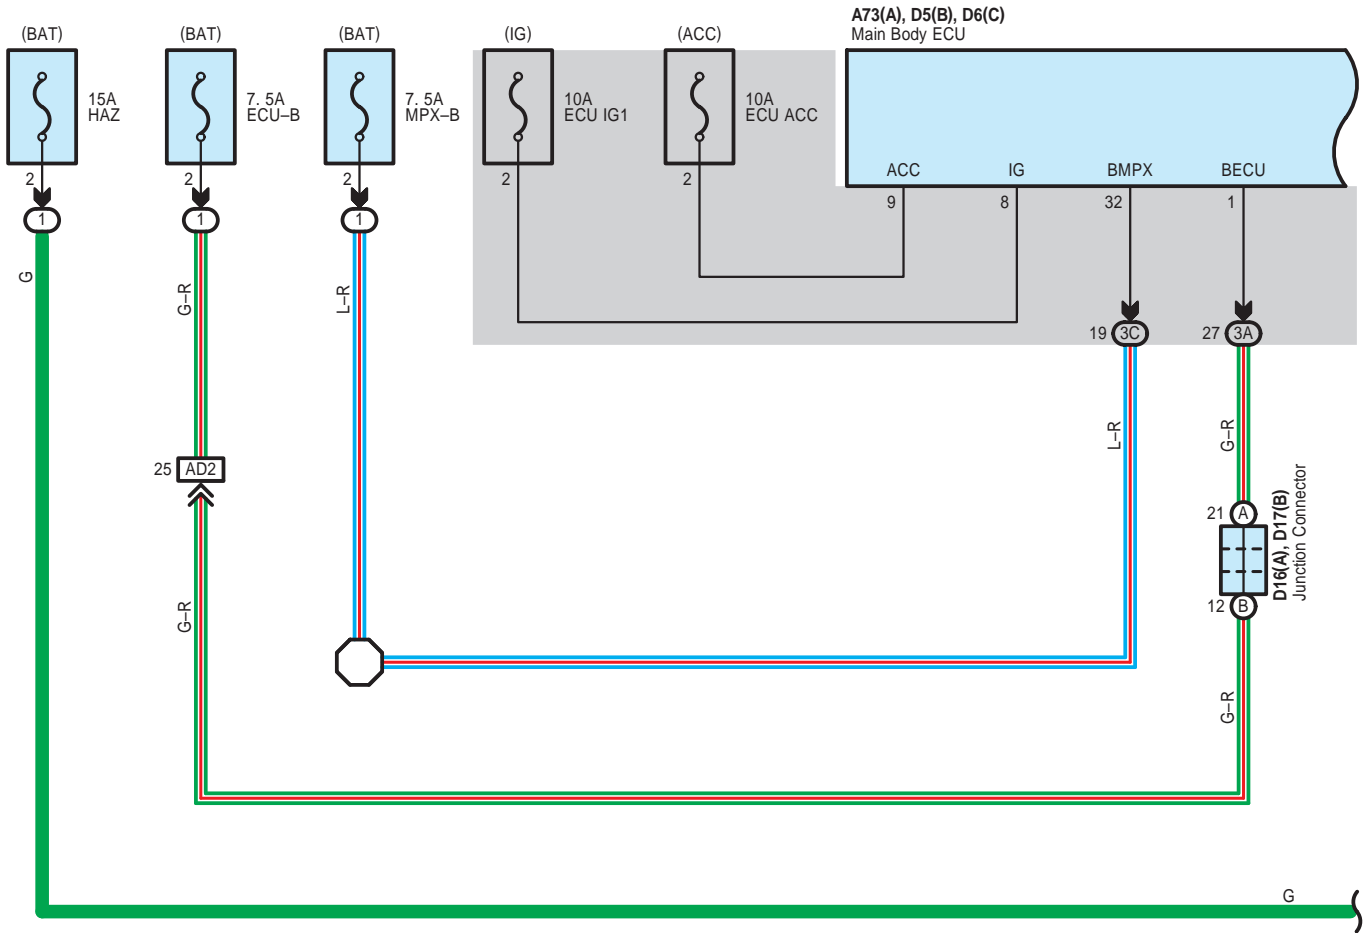 A73(A), D5(B), D6(C)
Main Body ECU
(BAT)
(BAT)
(BAT)
(IG)
(ACC)
15A
HAZ
7. 5A
ECU–B
7. 5A
MPX–B
10A
ECU IG1
10A
ECU ACC
ACC
IG
BMPX
BECU
2
2
2
2
2
9
8
32
1
1
1
1
G
G–R
L–R
19
3C
27
3A
L–R
G–R
25
AD2
21
A
D16(A), D17(B)
Junction Connector
12
B
G–R
G–R
G